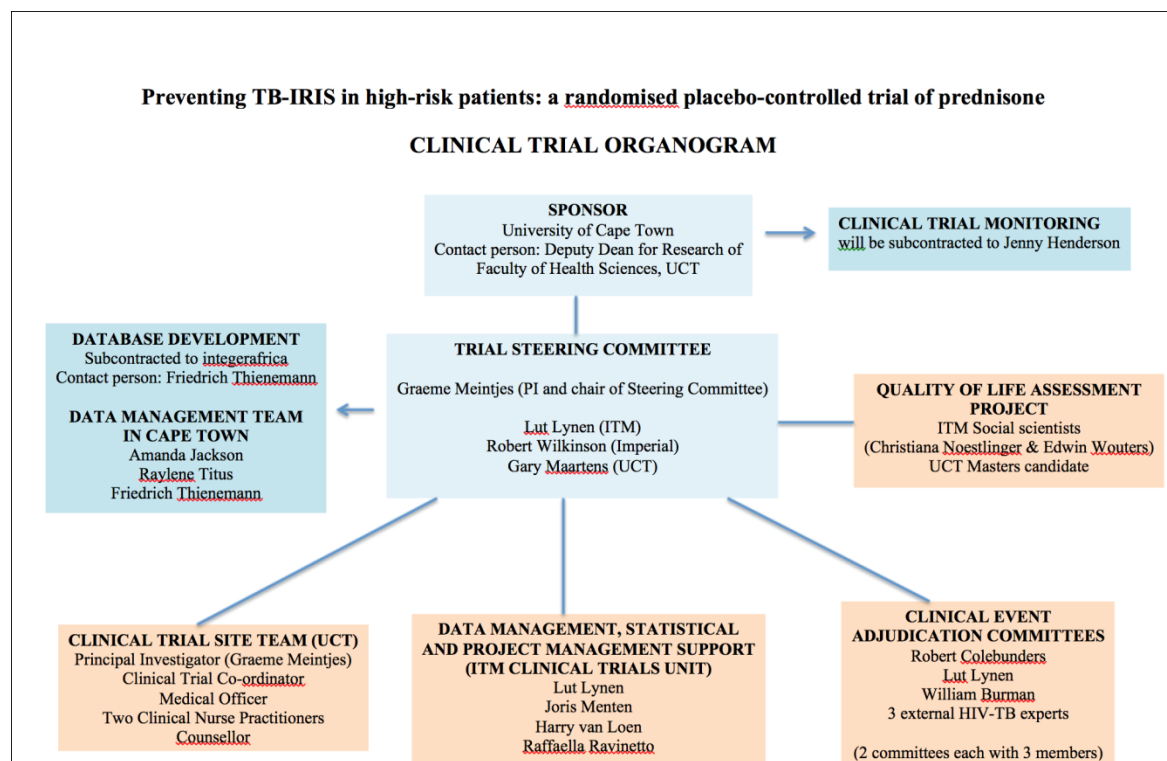 Preventing TB-IRIS in high-risk patients: a randomised placebo-controlled trial of prednisone
CLINICAL TRIAL ORGANOGRAM
SPONSOR
University of Cape Town
Contact person: Deputy Dean for Research of
Faculty of Health Sciences, UCT
CLINICAL TRIAL MONITORING
will be subcontracted to Jenny Henderson
DATABASE DEVELOPMENT
Subcontracted to integerafrica
Contact person: Friedrich Thienemann
DATA MANAGEMENT TEAM
IN CAPE TOWN
Amanda Jackson
Raylene Titus
Friedrich Thienemann
TRIAL STEERING COMMITTEE
Graeme Meintjes (PI and chair of Steering Committee)
Lut Lynen (ITM)
Robert Wilkinson (Imperial)
Gary Maartens (UCT)
QUALITY OF LIFE ASSESSMENT
PROJECT
ITM Social scientists
(Christiana Noestlinger & Edwin Wouters)
UCT Masters candidate
CLINICAL TRIAL SITE TEAM (UCT)
Principal Investigator (Graeme Meintjes)
Clinical Trial Co-ordinator
Medical Officer
Two Clinical Nurse Practitioners
Counsellor
DATA MANAGEMENT, STATISTICAL
AND PROJECT MANAGEMENT SUPPORT
(ITM CLINICAL TRIALS UNIT)
Lut Lynen
Joris Menten
Harry van Loen
Raffaella Ravinetto
CLINICAL EVENT
ADJUDICATION COMMITTEES
Robert Colebunders
Lut Lynen
William Burman
3 external HIV-TB experts
(2 committees each with 3 members)